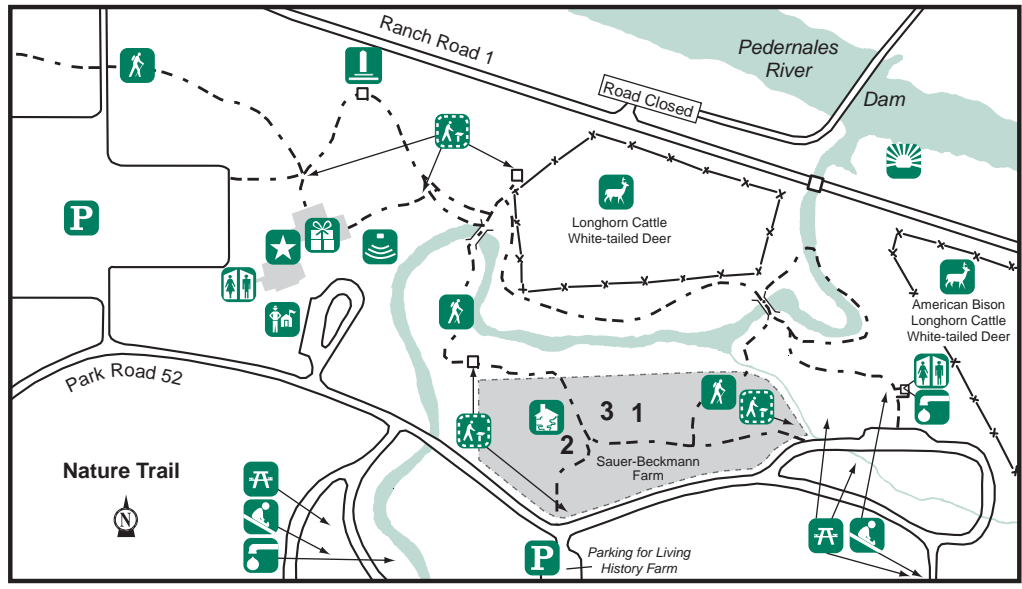 Ranch Road 1
Pedernales
River
Road Closed
Dam
P
Longhorn Cattle
White-tailed Deer
American Bison
Longhorn Cattle
White-tailed Deer
Park Road 52
3 1
2
Sauer-Beckmann
Farm
Nature Trail
N
P
Parking for Living
History Farm